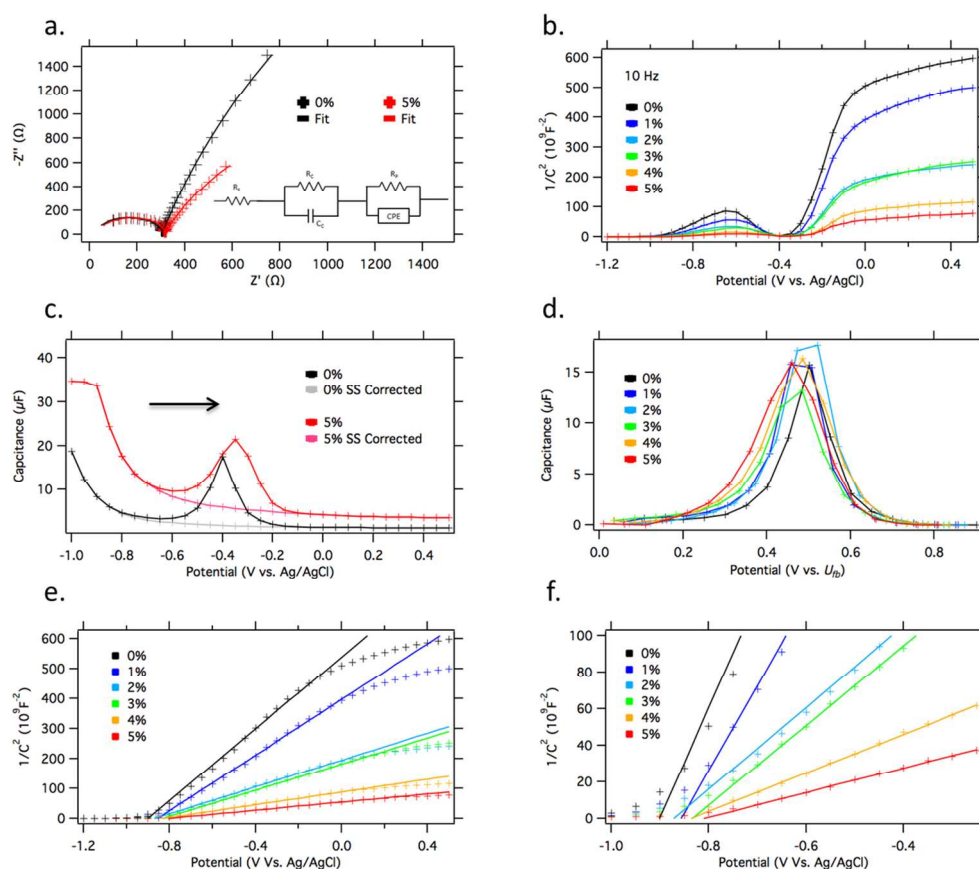 a.
1400
1200
1000
800
600
400
200
0
-Z'' (Ω)
0% 5%
Fit Fit
Rs Rc Re
Cc CPE
0 200 400 600 800 1000 1200 1400
Z' (Ω)
b.
600
500
400
300
200
100
0
1/C² (10⁹F⁻²)
10 Hz
0%
1%
2%
3%
4%
5%
-1.2 -0.8 -0.4 0.0 0.4
Potential (V vs. Ag/AgCl)
c.
40
30
20
10
Capcitance (µF)
0%
0% SS Corrected
5%
5% SS Corrected
-1.0 -0.8 -0.6 -0.4 -0.2 0.0 0.2 0.4
Potential (V vs. Ag/AgCl)
d.
15
10
5
0
Capcitance (µF)
0%
1%
2%
3%
4%
5%
0.0 0.2 0.4 0.6 0.8
Potential (V vs. Ufb)
e.
600
500
400
300
200
100
0
1/C² (10⁹F⁻²)
0%
1%
2%
3%
4%
5%
-1.2 -0.8 -0.4 0.0 0.4
Potential (V Vs. Ag/AgCl)
f.
100
80
60
40
20
0
1/C² (10⁹F⁻²)
0%
1%
2%
3%
4%
5%
-1.0 -0.8 -0.6 -0.4
Potential (V Vs. Ag/AgCl)